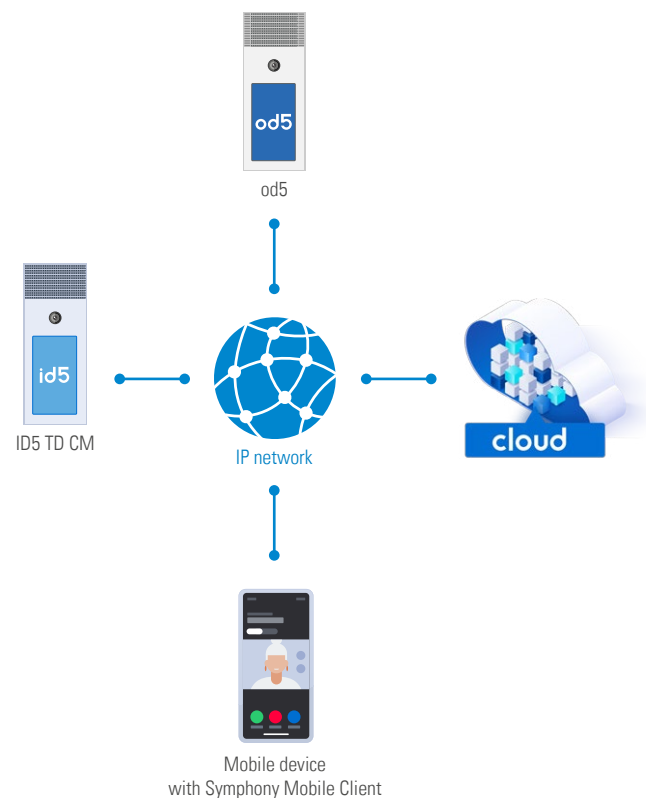 od5
od5
id5
ID5 TD CM
IP network
cloud
Mobile device
with Symphony Mobile Client